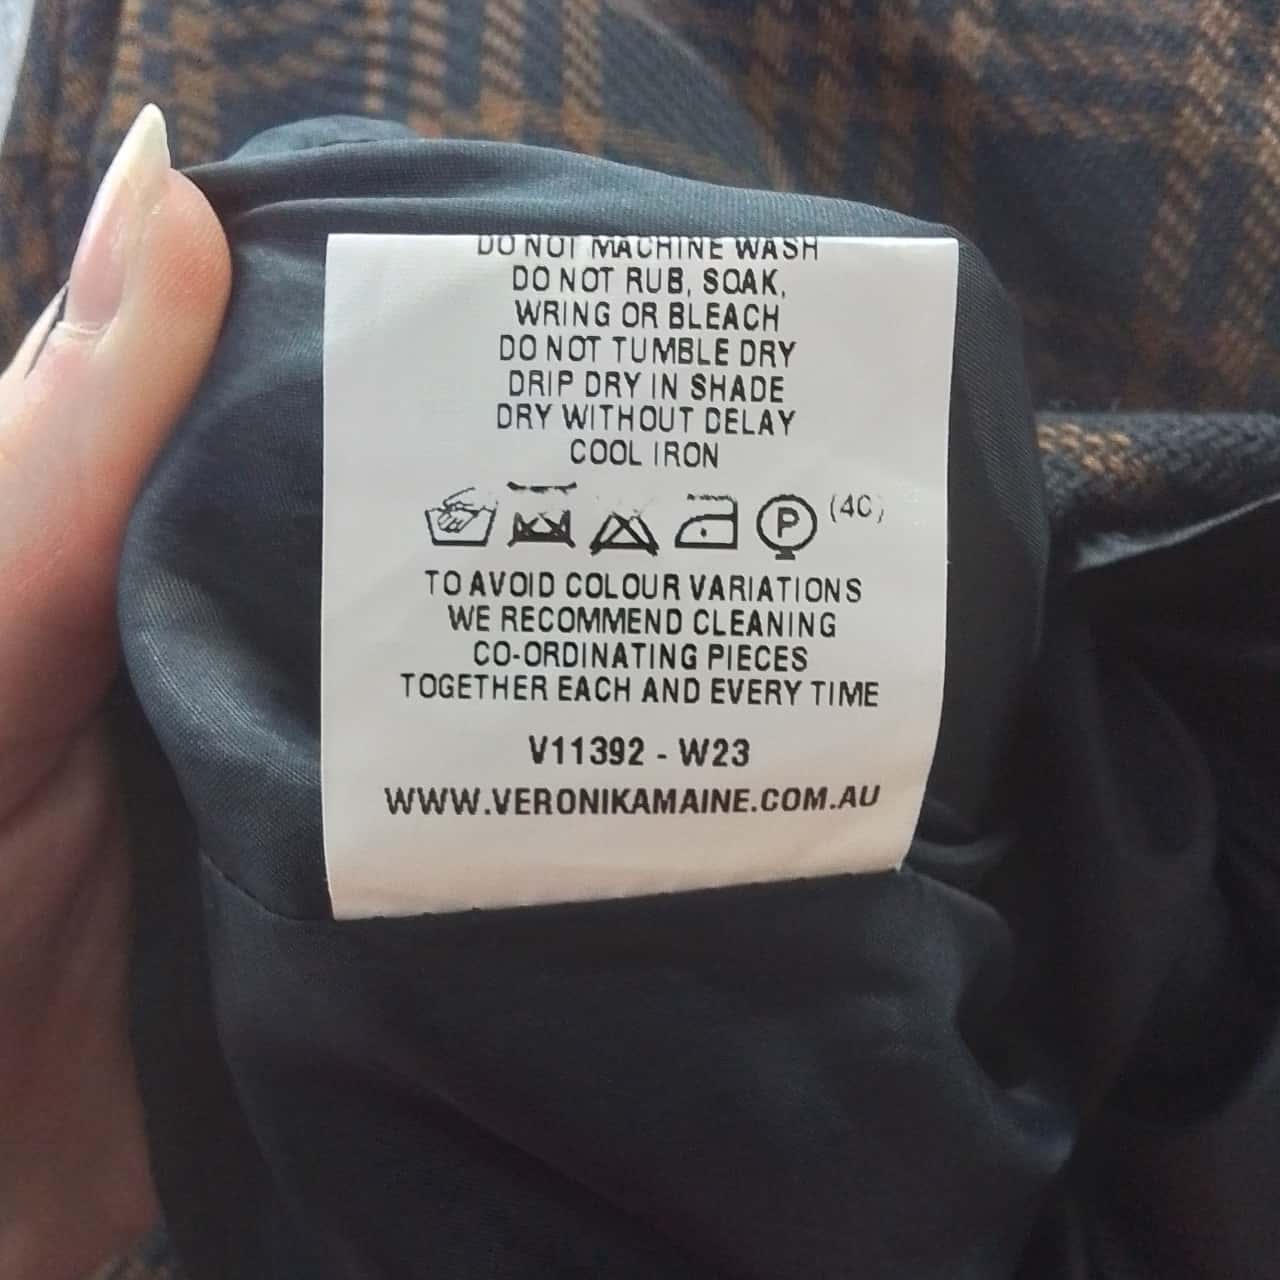 DO NOT MACHINE WASH
DO NOT RUB, SOAK,
WRING OR BLEACH
DO NOT TUMBLE DRY
DRIP DRY IN SHADE
DRY WITHOUT DELAY
COOL IRON
P (4C)
TO AVOID COLOUR VARIATIONS
WE RECOMMEND CLEANING
CO-ORDINATING PIECES
TOGETHER EACH AND EVERY TIME
V11392 - W23
WWW.VERONIKAMAINE.COM.AU